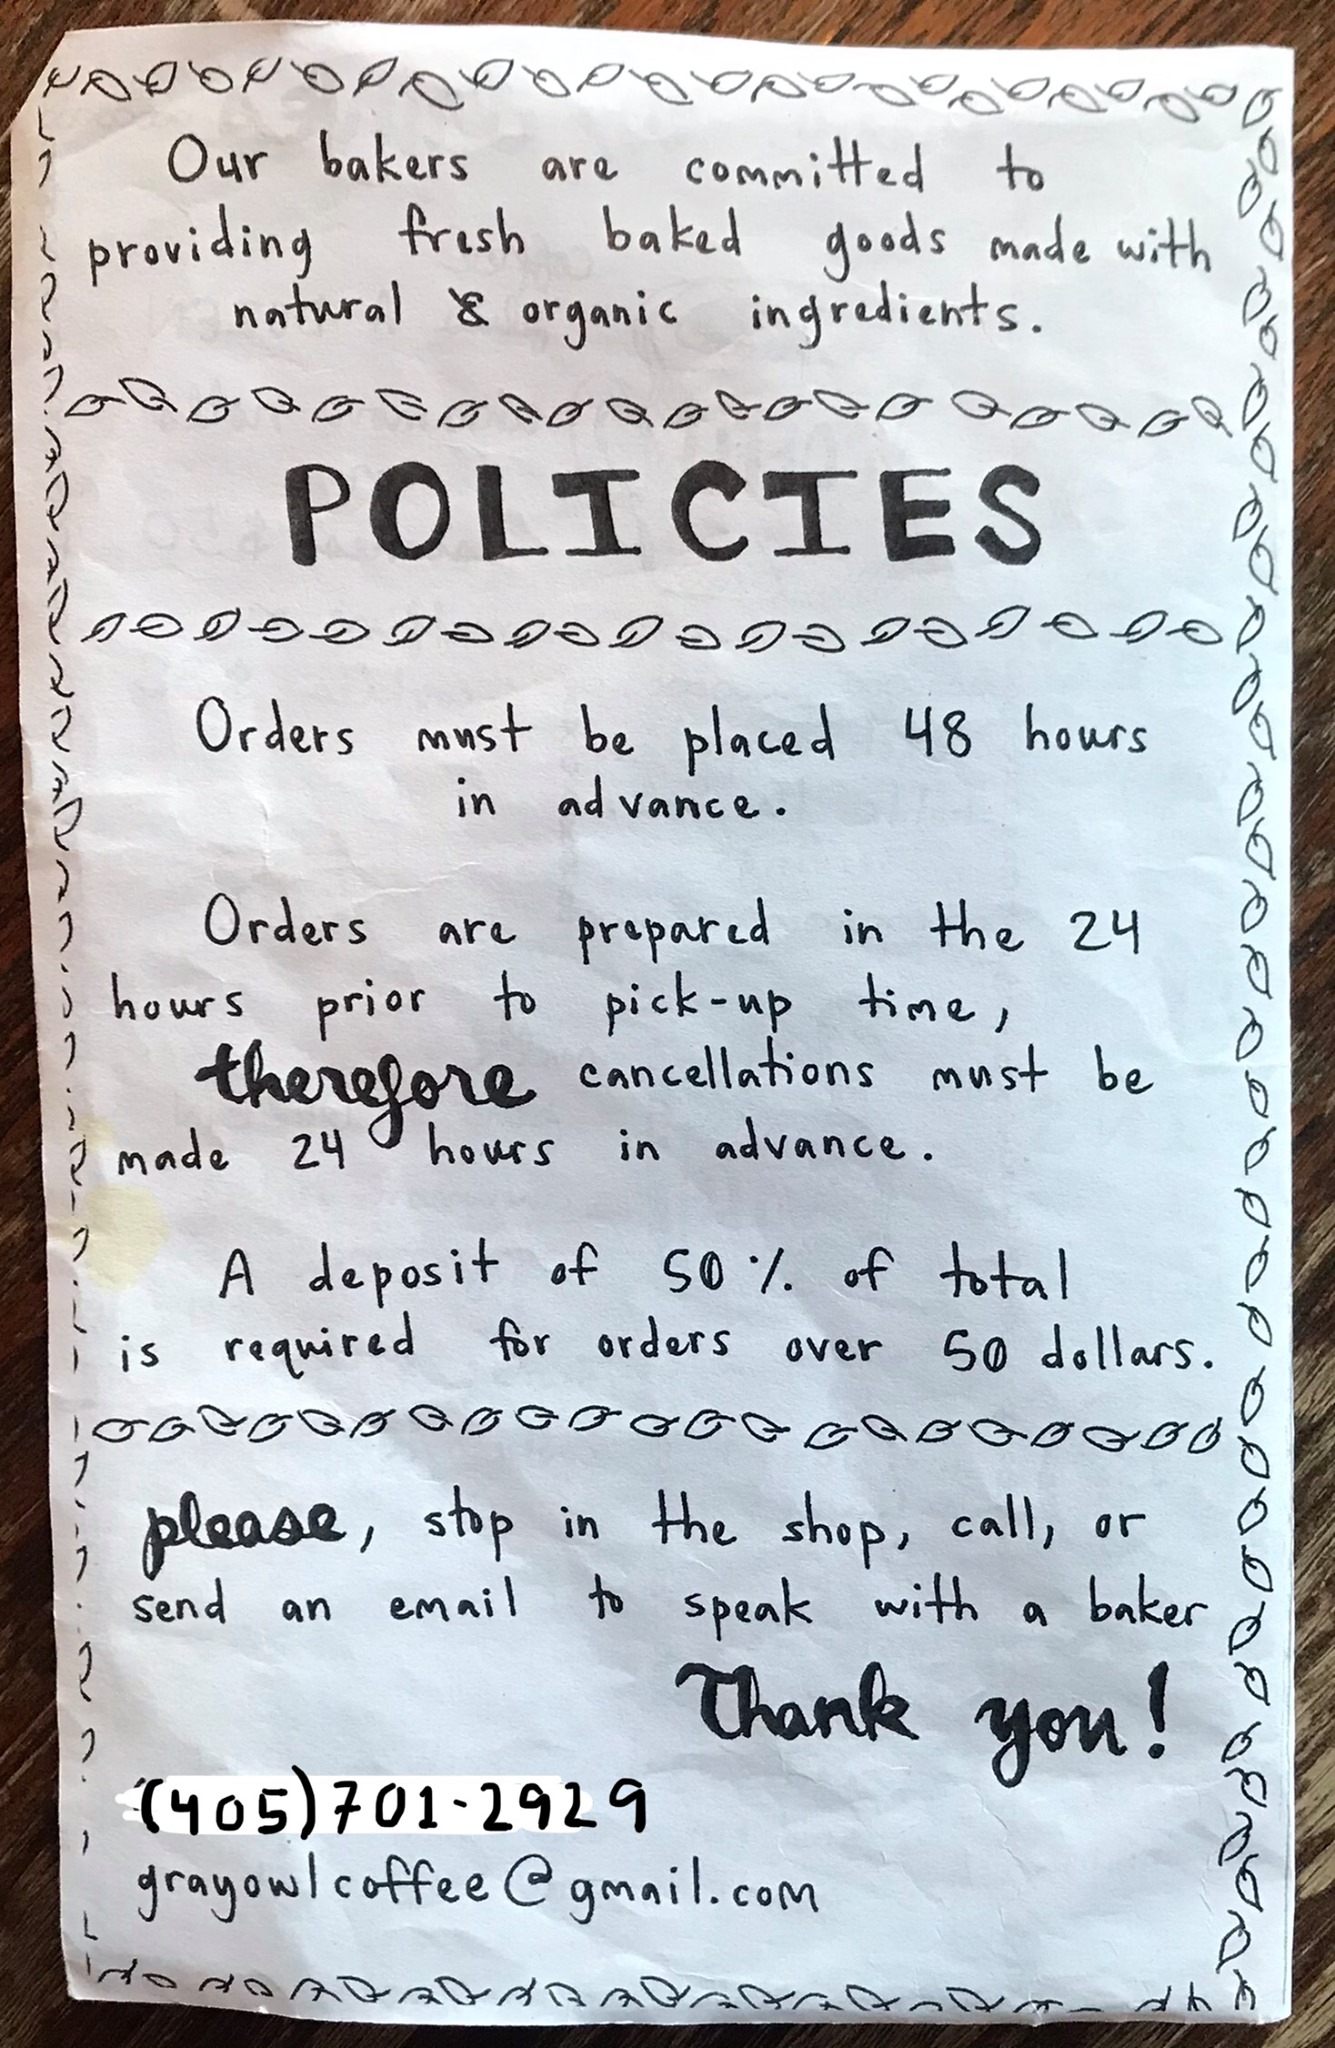 Our bakers are committed to
providing fresh baked goods made with
natural & organic ingredients.
POLICIES
Orders must be placed 48 hours
in advance.
Orders are prepared in the 24
hours prior to pick-up time,
therefore cancellations must be
made 24 hours in advance.
A deposit of 50% of total
is required for orders over 50 dollars.
please, stop in the shop, call, or
send an email to speak with a baker
Thank you!
(405)701-2929
grayowlcoffee@gmail.com